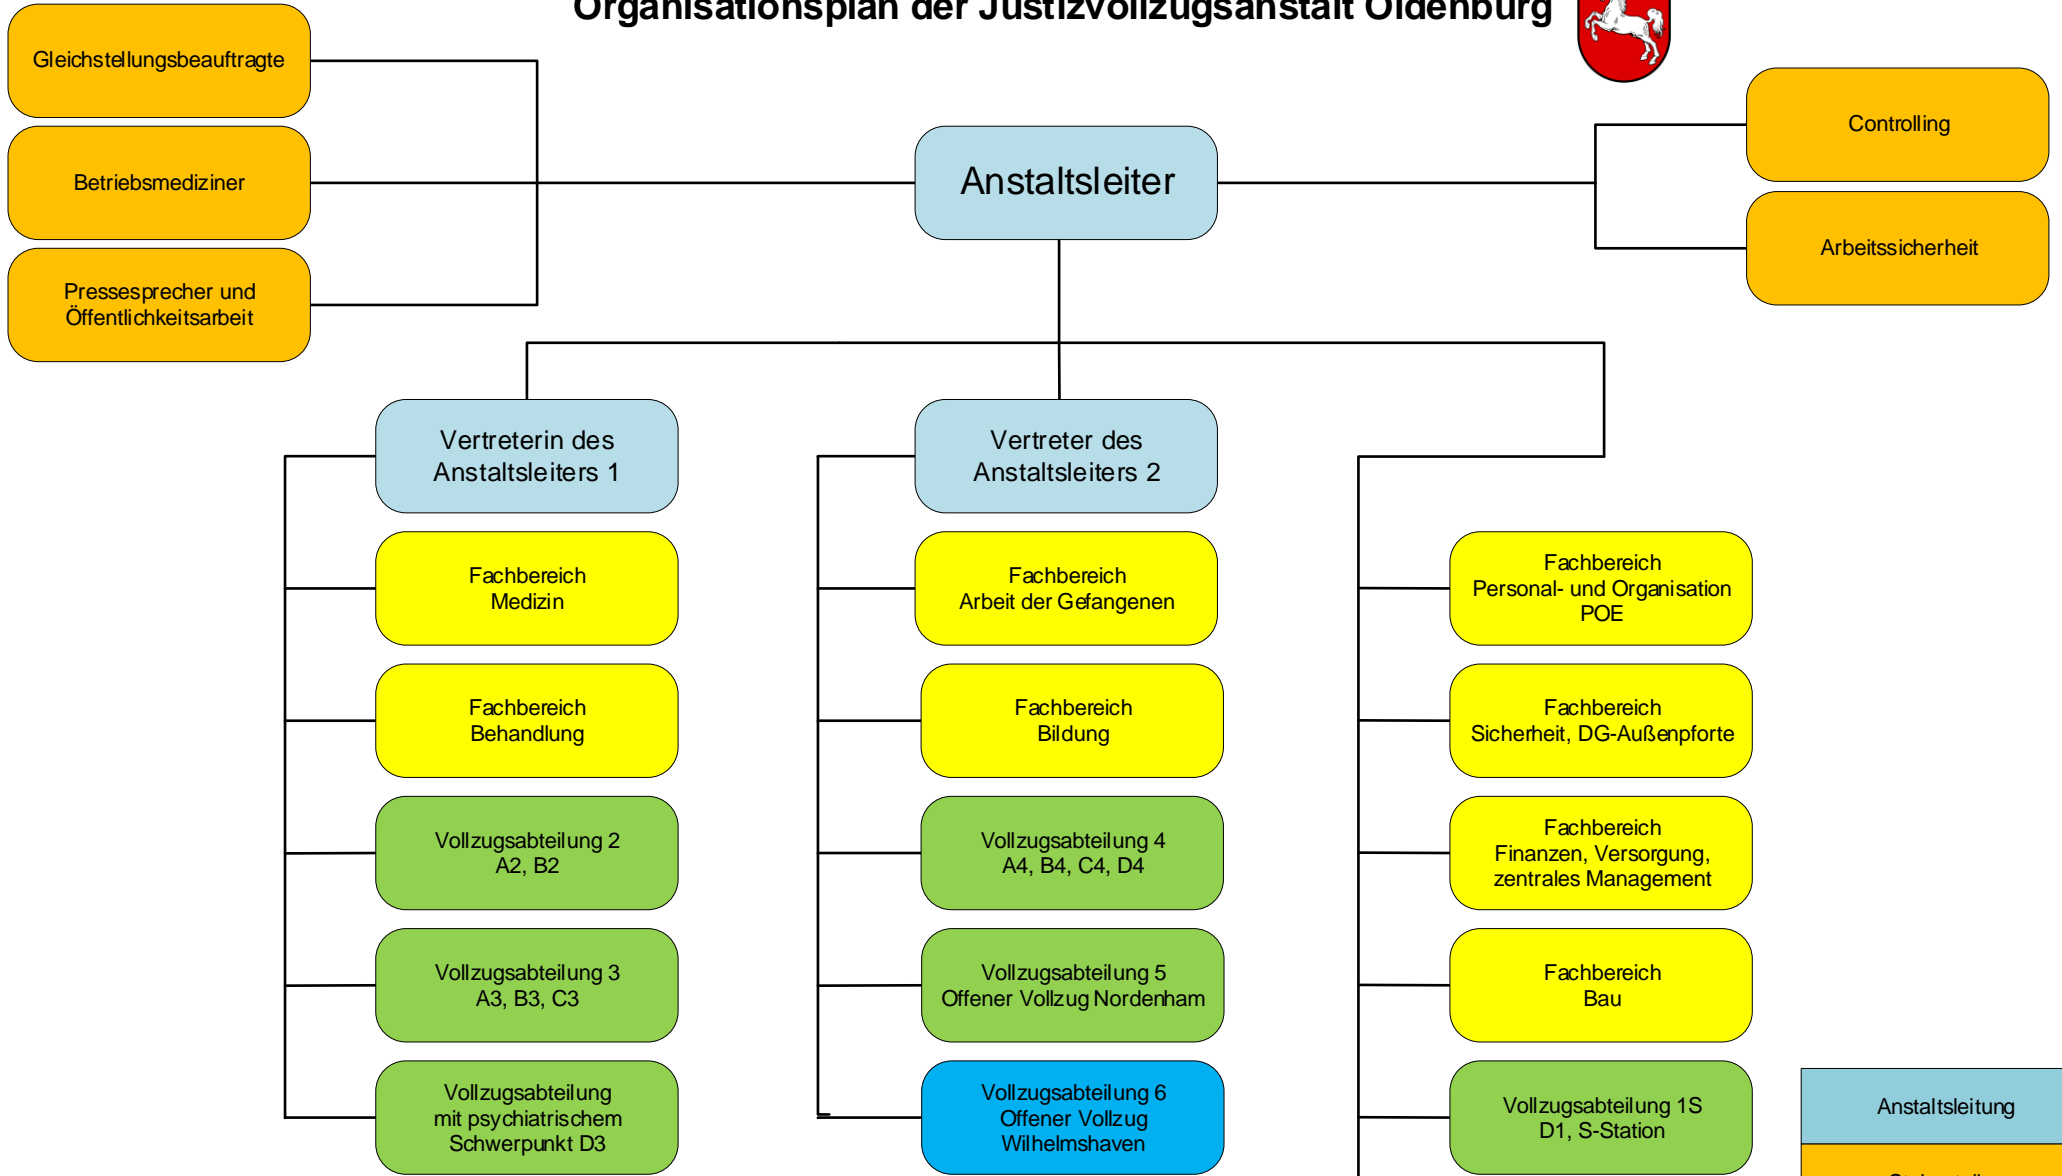 Organisationsplan der Justizvollzugsanstalt Oldenburg
Gleichstellungsbeauftragte
Betriebsmediziner
Pressesprecher und
Öffentlichkeitsarbeit
Anstaltsleiter
Controlling
Arbeitssicherheit
Vertreterin des
Anstaltsleiters 1
Fachbereich
Medizin
Fachbereich
Behandlung
Vollzugsabteilung 2
A2, B2
Vollzugsabteilung 3
A3, B3, C3
Vollzugsabteilung
mit psychiatrischem
Schwerpunkt D3
Vertreter des
Anstaltsleiters 2
Fachbereich
Arbeit der Gefangenen
Fachbereich
Bildung
Vollzugsabteilung 4
A4, B4, C4, D4
Vollzugsabteilung 5
Offener Vollzug Nordenham
Vollzugsabteilung 6
Offener Vollzug
Wilhelmshaven
Fachbereich
Personal- und Organisation
POE
Fachbereich
Sicherheit, DG-Außenpforte
Fachbereich
Finanzen, Versorgung,
zentrales Management
Fachbereich
Bau
Vollzugsabteilung 1S
D1, S-Station
Anstaltsleitung